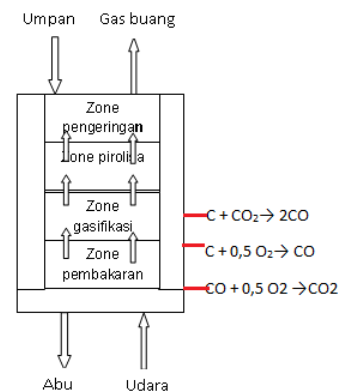 Umpan Gas buang
Zone
pengeringan
Zone pirolisa
Zone
gasifikasi
Zone
pembakaran
C + CO₂→ 2CO
C + 0,5 O₂→ CO
CO + 0,5 O2 →CO2
Abu Udara